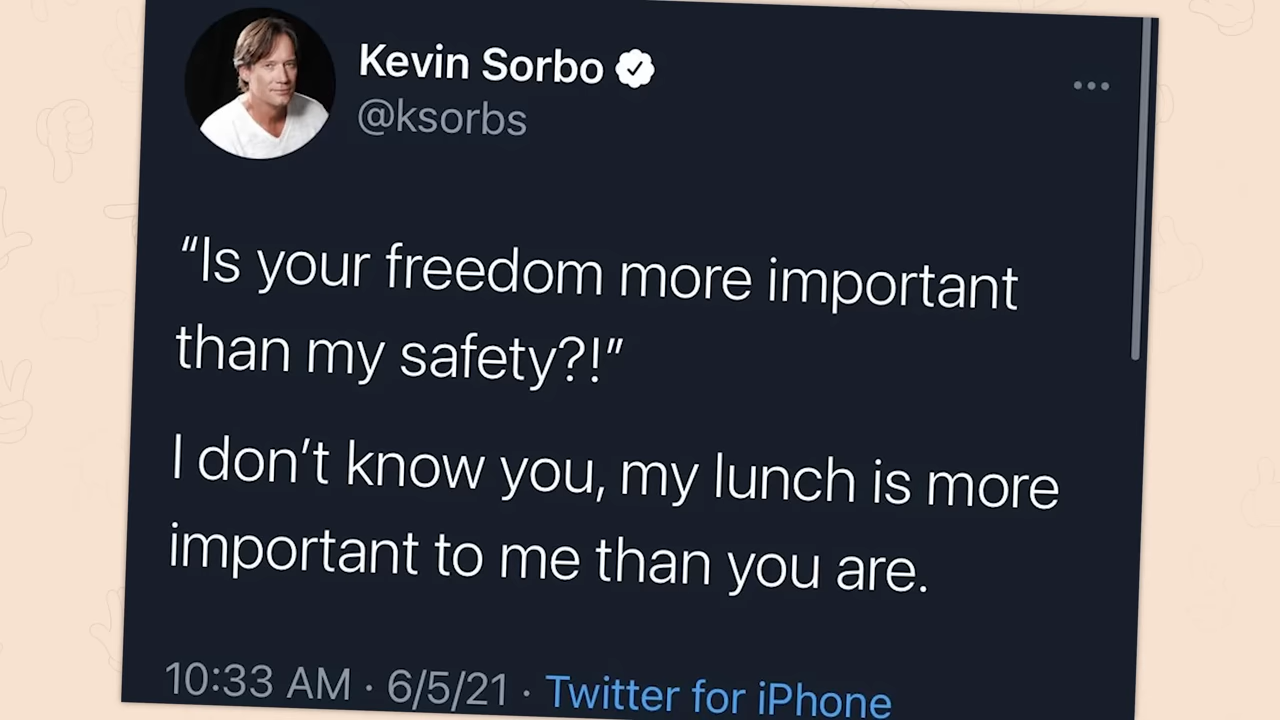 Kevin Sorbo
@ksorbs
“Is your freedom more important
than my safety?!”
I don’t know you, my lunch is more
important to me than you are.
10:33 AM · 6/5/21 · Twitter for iPhone